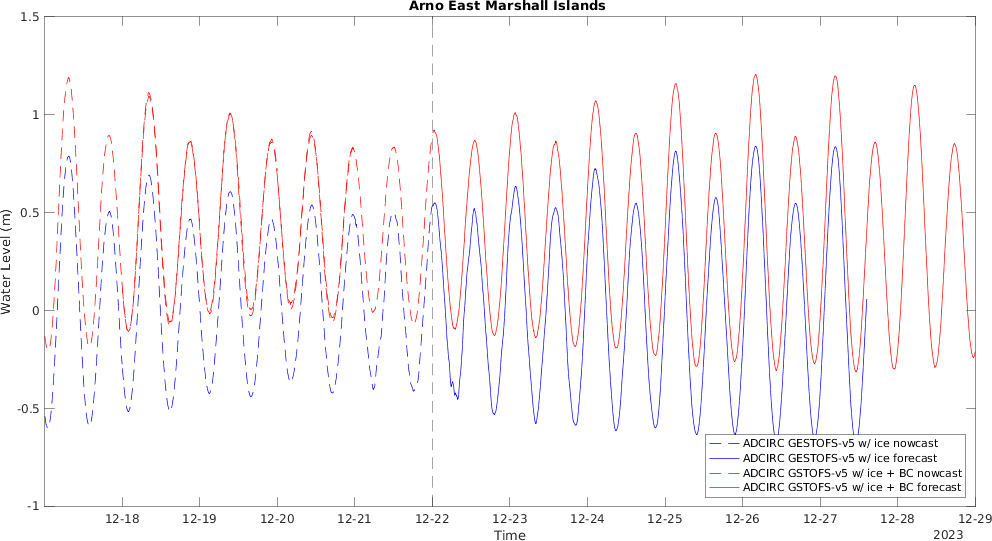 Arno East Marshall Islands
1.5
1
0.5
0
-0.5
-1
Water Level (m)
ADCIRC GESTOFS-v5 w/ ice nowcast
ADCIRC GESTOFS-v5 w/ ice forecast
ADCIRC GSTOFS-v5 w/ ice + BC nowcast
ADCIRC GSTOFS-v5 w/ ice + BC forecast
12-18 12-19 12-20 12-21 12-22 12-23 12-24 12-25 12-26 12-27 12-28 12-29
Time
2023